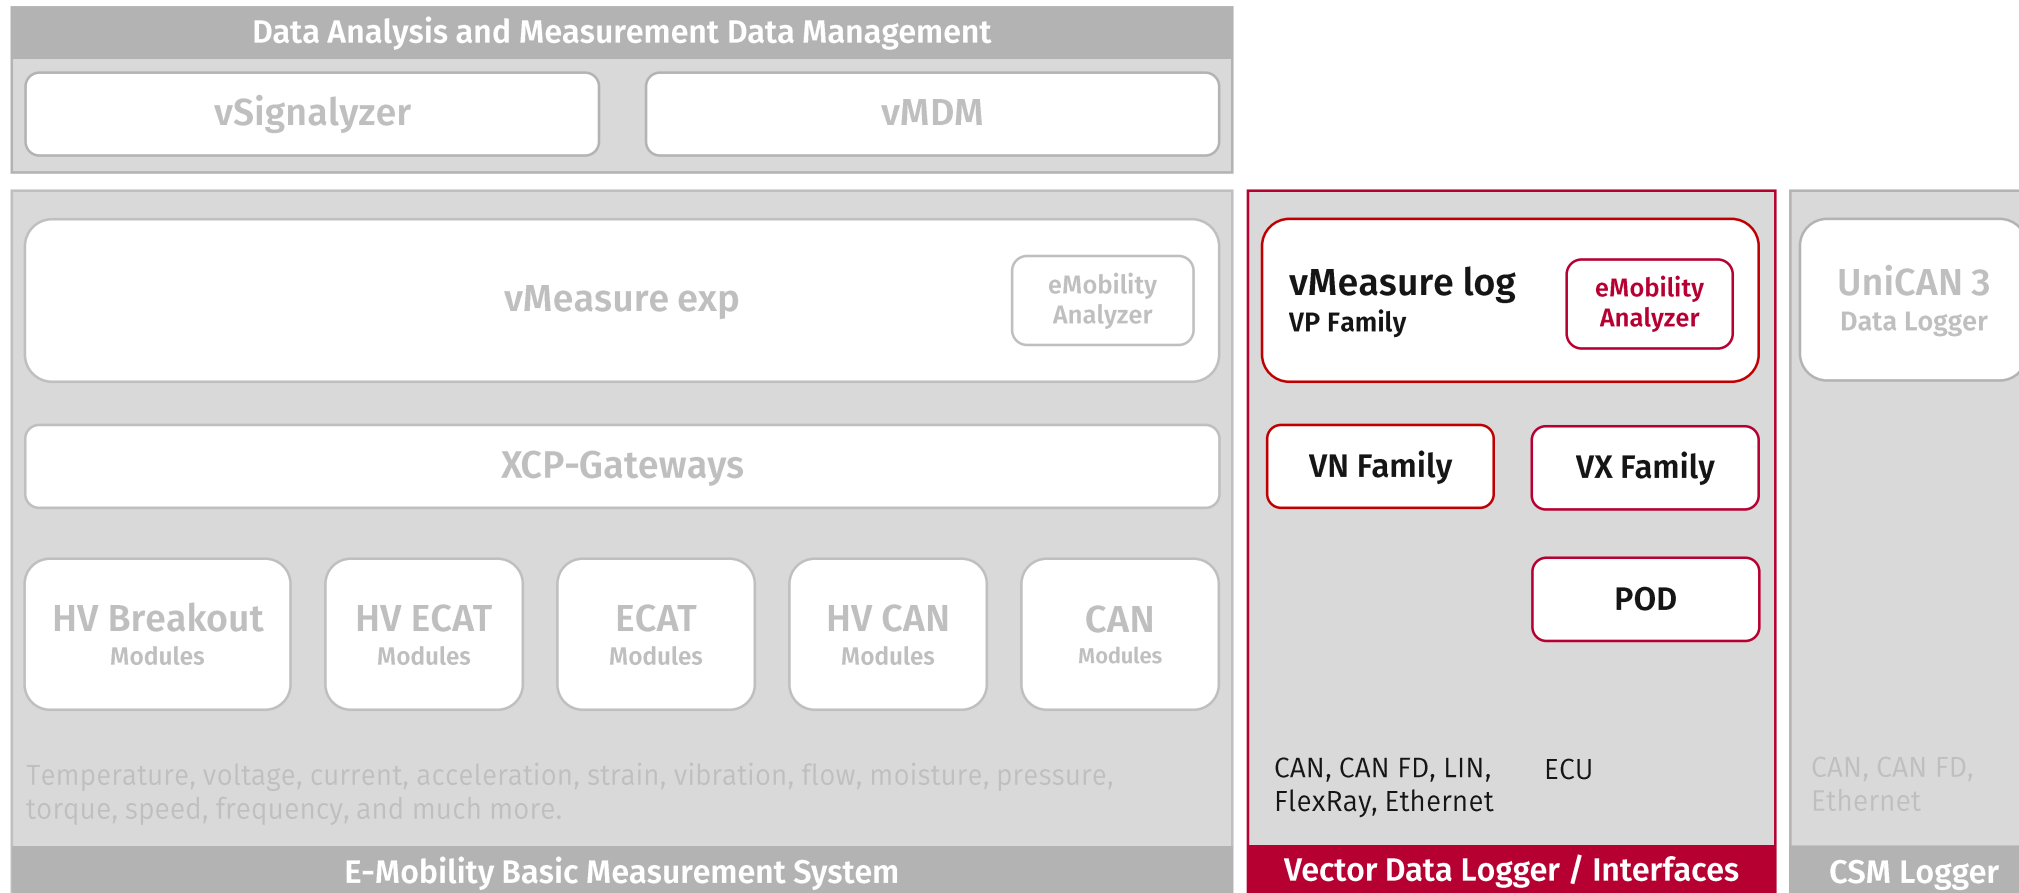 Data Analysis and Measurement Data Management
vSignalyzer
vMDM
vMeasure exp
eMobility
Analyzer
XCP-Gateways
HV Breakout
Modules
HV ECAT
Modules
ECAT
Modules
HV CAN
Modules
CAN
Modules
Temperature, voltage, current, acceleration, strain, vibration, flow, moisture, pressure,
torque, speed, frequency, and much more.
E-Mobility Basic Measurement System
vMeasure log
VP Family
eMobility
Analyzer
VN Family
VX Family
POD
CAN, CAN FD, LIN,
FlexRay, Ethernet
ECU
Vector Data Logger / Interfaces
UniCAN 3
Data Logger
CAN, CAN FD,
Ethernet
CSM Logger